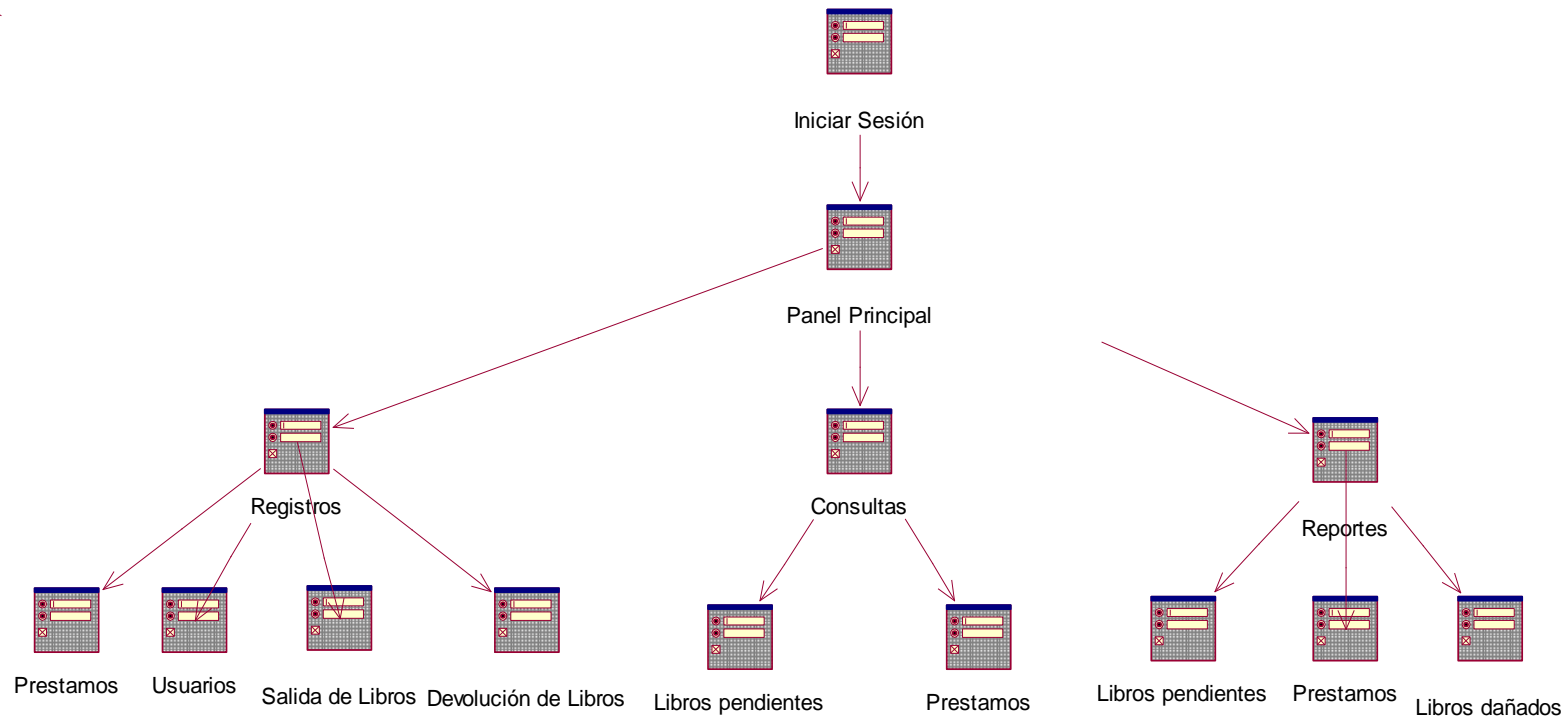 Iniciar Sesión
Panel Principal
Registros
Consultas
Reportes
Prestamos
Usuarios
Salida de Libros
Devolución de Libros
Libros pendientes
Prestamos
Libros pendientes
Prestamos
Libros dañados